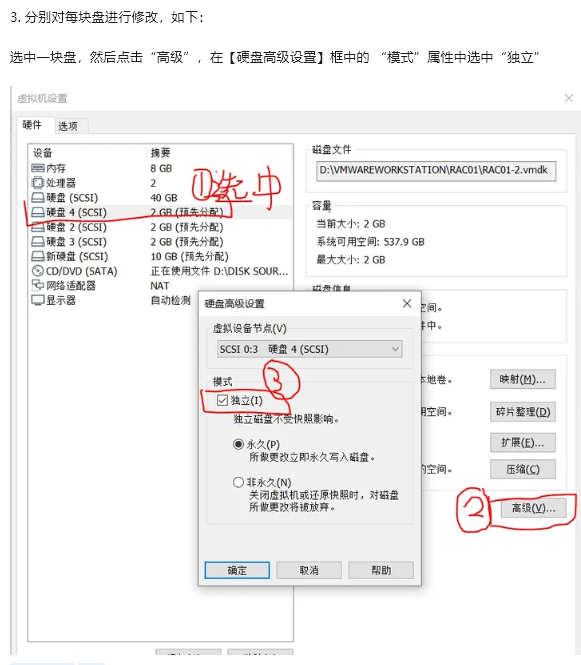 3. 分别对每块盘进行修改，如下：
选中一块盘，然后点击“高级”，在【硬盘高级设置】框中的 “模式”属性中选中“独立”
虚拟机设置
硬件 选项
设备 摘要
内存 8 GB
处理器 2
硬盘 (SCSI) 40 GB
硬盘 4 (SCSI) 2 GB (预先分配)
硬盘 2 (SCSI) 2 GB (预先分配)
硬盘 3 (SCSI) 2 GB (预先分配)
新硬盘 (SCSI) 10 GB (预先分配)
CD/DVD (SATA) 正在使用文件 D:\DISK SOUR...
网络适配器 NAT
显示器 自动检测
①选中
磁盘文件
D:\VMWAREWORKSTATION\RAC01\RAC01-2.vmdk
容量
当前大小: 2 GB
系统可用空间: 537.9 GB
最大大小: 2 GB
磁盘信息
空间。
件中。
本地卷。 映射(M)...
用空间。 碎片整理(D)
扩展(E)...
的空间。 压缩(C)
② 高级(V)...
硬盘高级设置
虚拟设备节点(V)
SCSI 0:3 硬盘 4 (SCSI)
模式 ③
独立(I)
独立磁盘不受快照影响。
永久(P)
所做更改立即永久写入磁盘。
非永久(N)
关闭虚拟机或还原快照时，对磁盘
所做更改将被放弃。
确定 取消 帮助